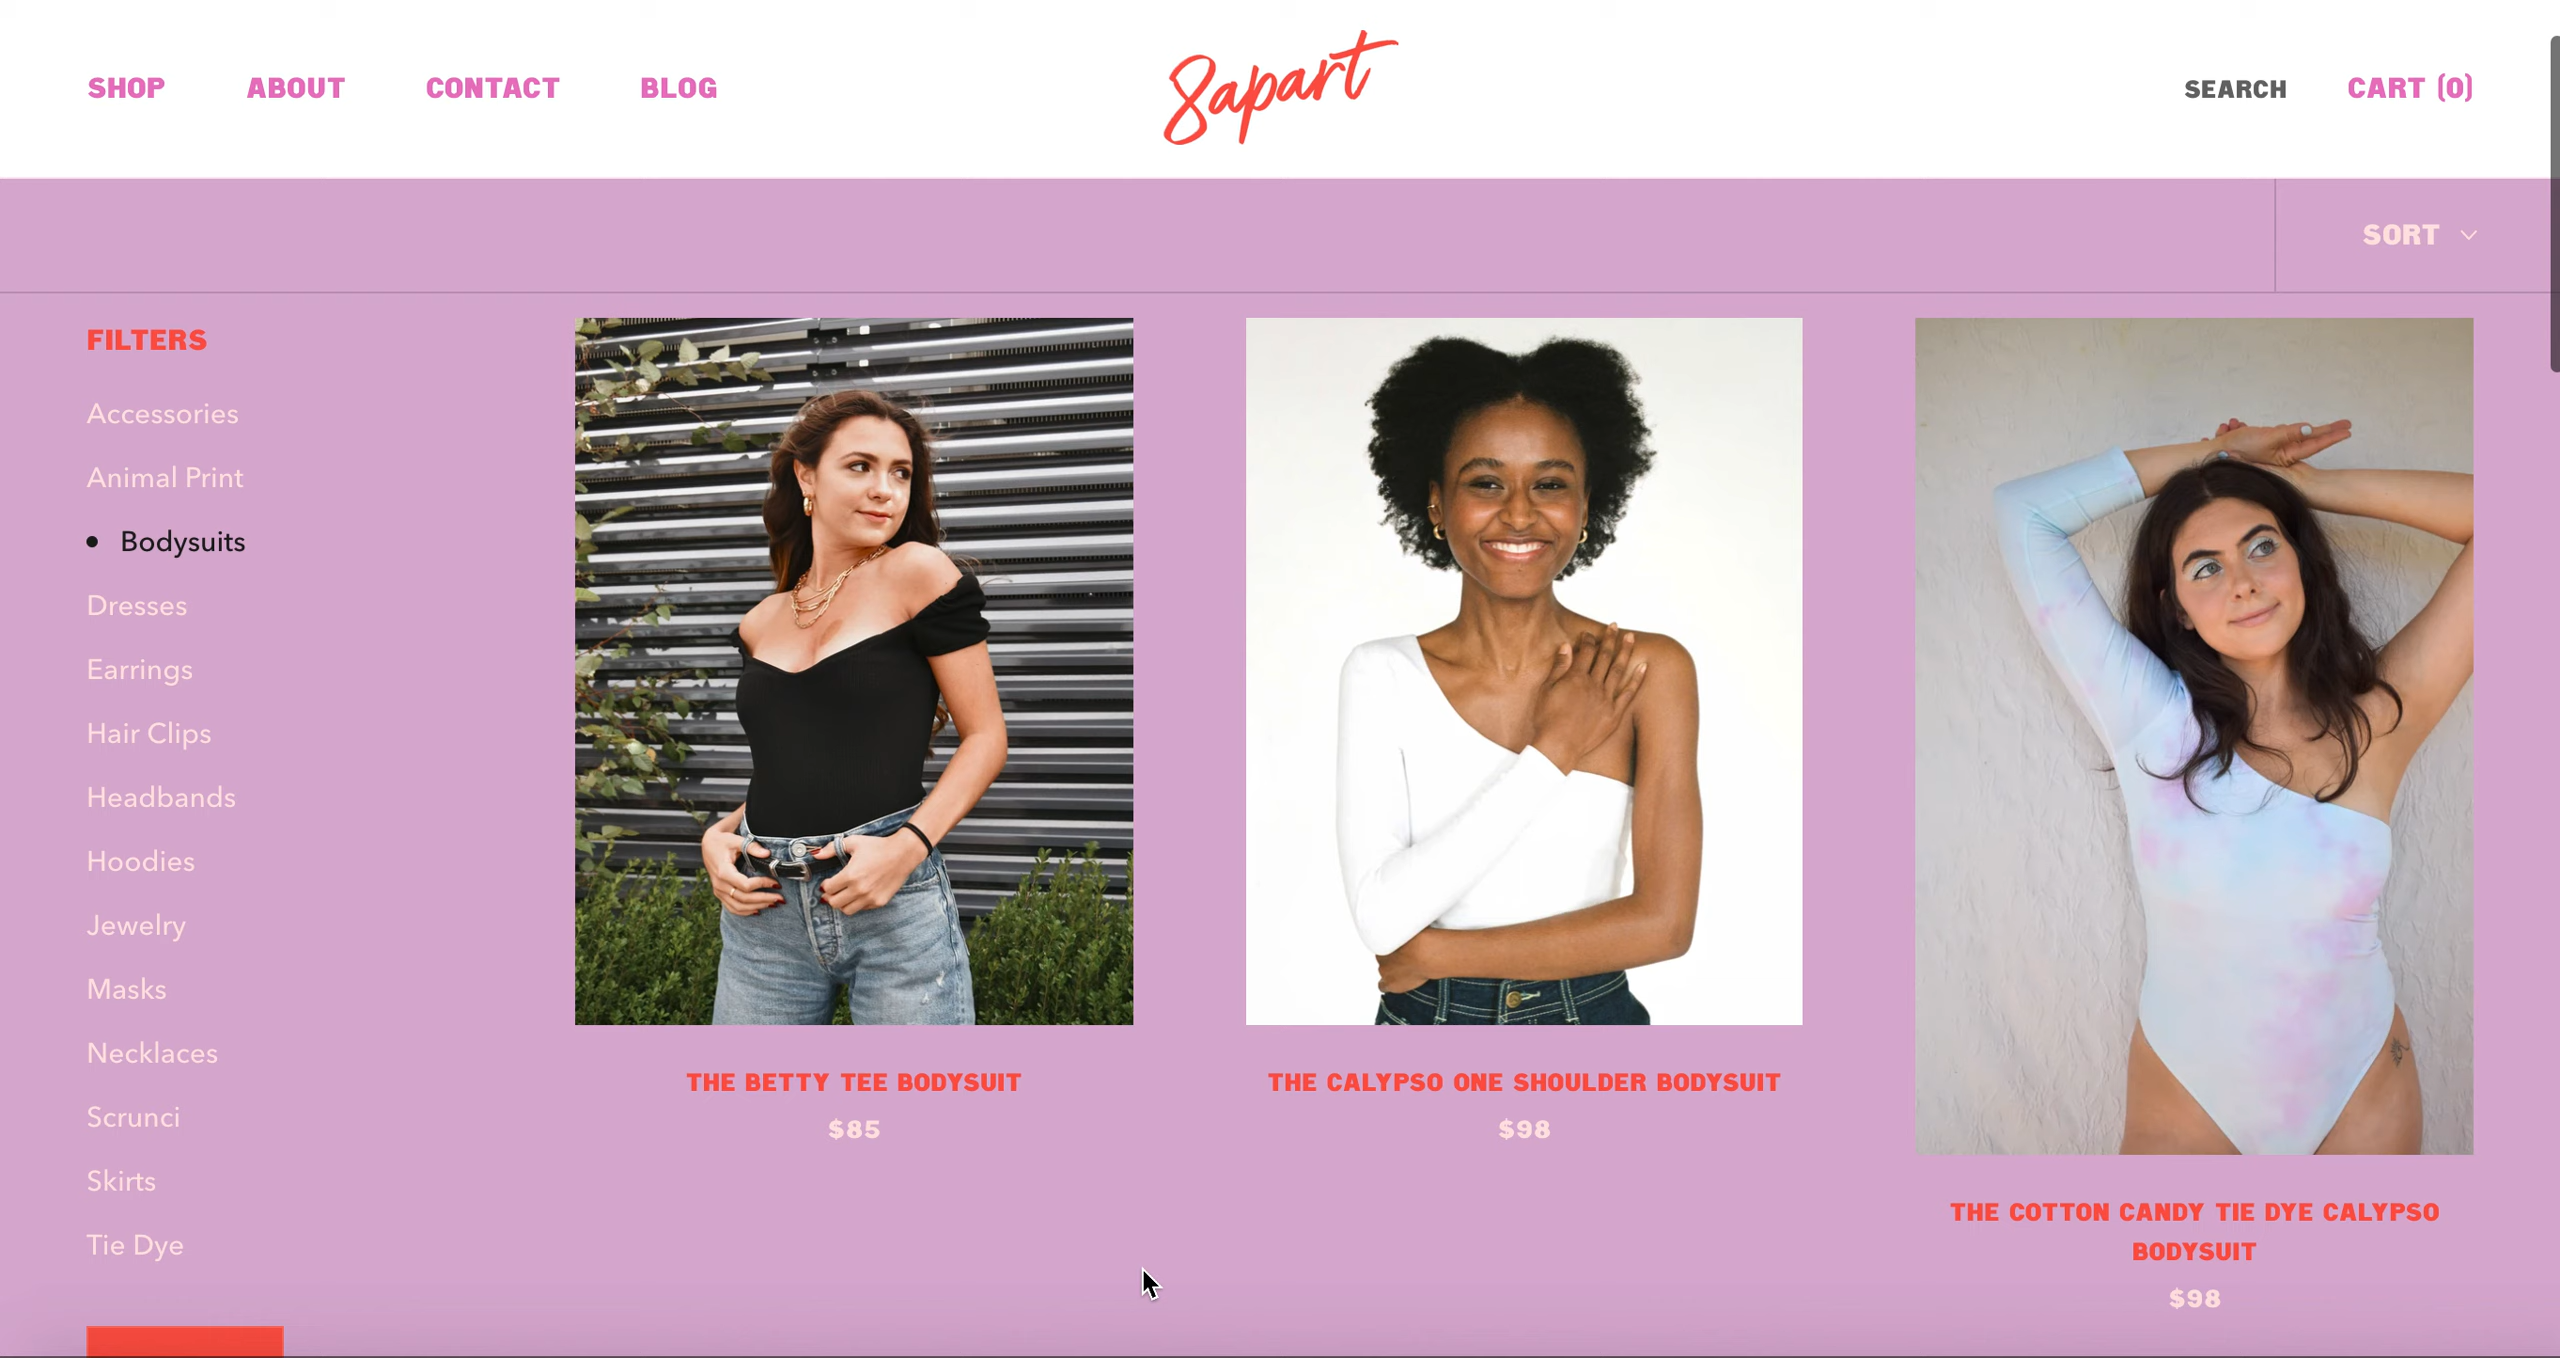 SHOP ABOUT CONTACT BLOG
8apart
SEARCH CART (0)
SORT
FILTERS
Accessories
Animal Print
Bodysuits
Dresses
Earrings
Hair Clips
Headbands
Hoodies
Jewelry
Masks
Necklaces
Scrunci
Skirts
Tie Dye
THE BETTY TEE BODYSUIT
$85
THE CALYPSO ONE SHOULDER BODYSUIT
$98
THE COTTON CANDY TIE DYE CALYPSO
BODYSUIT
$98